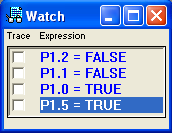 Watch
Trace Expression
P1.2 = FALSE
P1.1 = FALSE
P1.0 = TRUE
P1.5 = TRUE